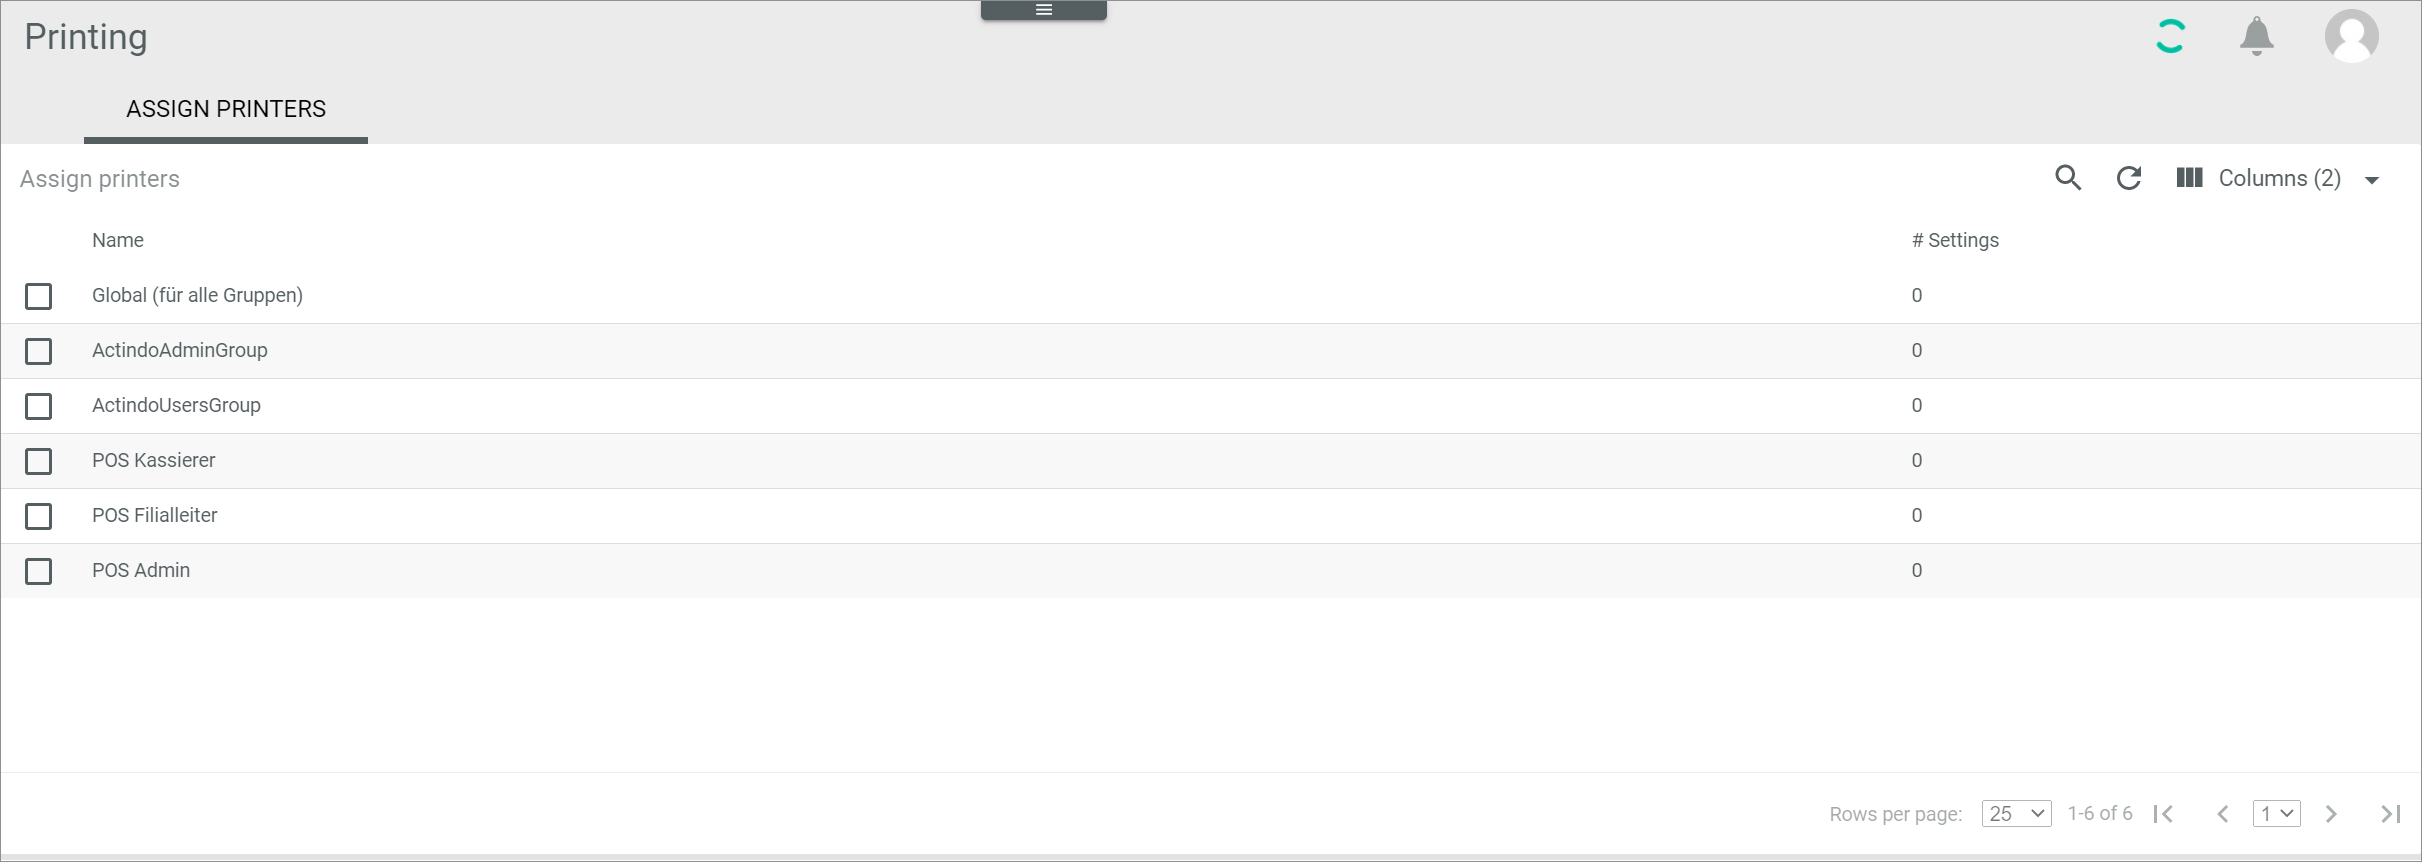 Printing
ASSIGN PRINTERS
Assign printers
Columns (2)
Name # Settings
Global (für alle Gruppen) 0
ActindoAdminGroup 0
ActindoUsersGroup 0
POS Kassierer 0
POS Filialleiter 0
POS Admin 0
Rows per page: 25 1-6 of 6 1